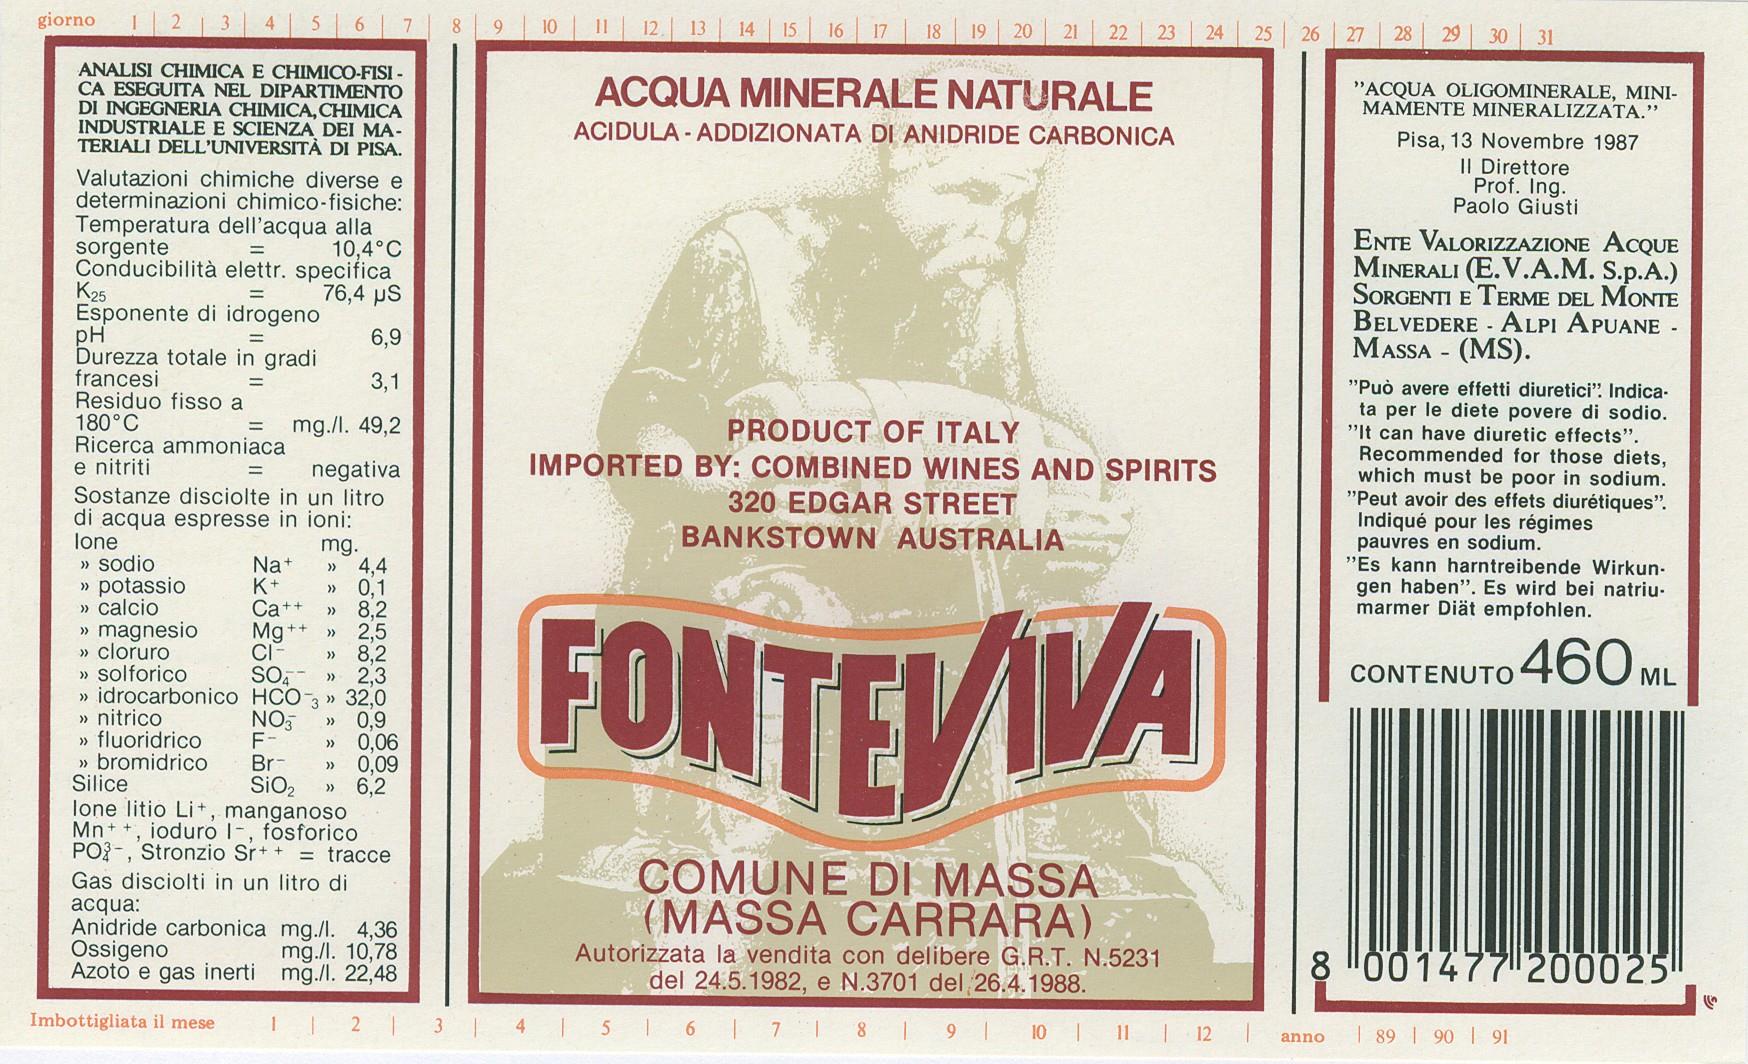 giorno 1 2 3 4 5 6 7 8 9 10 11 12 13 14 15 16 17 18 19 20 21 22 23 24 25 26 27 28 29 30 31
ANALISI CHIMICA E CHIMICO-FISI-
CA ESEGUITA NEL DIPARTIMENTO
DI INGEGNERIA CHIMICA, CHIMICA
INDUSTRIALE E SCIENZA DEI MA-
TERIALI DELL'UNIVERSITÀ DI PISA.
Valutazioni chimiche diverse e
determinazioni chimico-fisiche:
Temperatura dell'acqua alla
sorgente = 10,4°C
Conducibilità elettr. specifica
K25 = 76,4 µS
Esponente di idrogeno
pH = 6,9
Durezza totale in gradi
francesi = 3,1
Residuo fisso a
180°C = mg./l. 49,2
Ricerca ammoniaca
e nitriti = negativa
Sostanze disciolte in un litro
di acqua espresse in ioni:
Ione mg.
» sodio Na+ » 4,4
» potassio K+ » 0,1
» calcio Ca++ » 8,2
» magnesio Mg++ » 2,5
» cloruro Cl- » 8,2
» solforico SO4-- » 2,3
» idrocarbonico HCO-3 » 32,0
» nitrico NO3- » 0,9
» fluoridrico F- » 0,06
» bromidrico Br- » 0,09
Silice SiO2 » 6,2
Ione litio Li+, manganoso
Mn++, ioduro I-, fosforico
PO43-, Stronzio Sr++ = tracce
Gas disciolti in un litro di
acqua:
Anidride carbonica mg./l. 4,36
Ossigeno mg./l. 10,78
Azoto e gas inerti mg./l. 22,48
ACQUA MINERALE NATURALE
ACIDULA - ADDIZIONATA DI ANIDRIDE CARBONICA
PRODUCT OF ITALY
IMPORTED BY: COMBINED WINES AND SPIRITS
320 EDGAR STREET
BANKSTOWN AUSTRALIA
FONTEVIVA
COMUNE DI MASSA
(MASSA CARRARA)
Autorizzata la vendita con delibere G.R.T. N.5231
del 24.5.1982, e N.3701 del 26.4.1988.
"ACQUA OLIGOMINERALE, MINI-
MAMENTE MINERALIZZATA."
Pisa, 13 Novembre 1987
Il Direttore
Prof. Ing.
Paolo Giusti
ENTE VALORIZZAZIONE ACQUE
MINERALI (E.V.A.M. S.p.A.)
SORGENTI E TERME DEL MONTE
BELVEDERE - ALPI APUANE -
MASSA - (MS).
"Può avere effetti diuretici". Indica-
ta per le diete povere di sodio.
"It can have diuretic effects".
Recommended for those diets,
which must be poor in sodium.
"Peut avoir des effets diurétiques".
Indiqué pour les régimes
pauvres en sodium.
"Es kann harntreibende Wirkun-
gen haben". Es wird bei natriu-
marmer Diät empfohlen.
CONTENUTO 460 ML
8 001477 200025
Imbottigliata il mese 1 2 3 4 5 6 7 8 9 10 11 12 anno 89 90 91